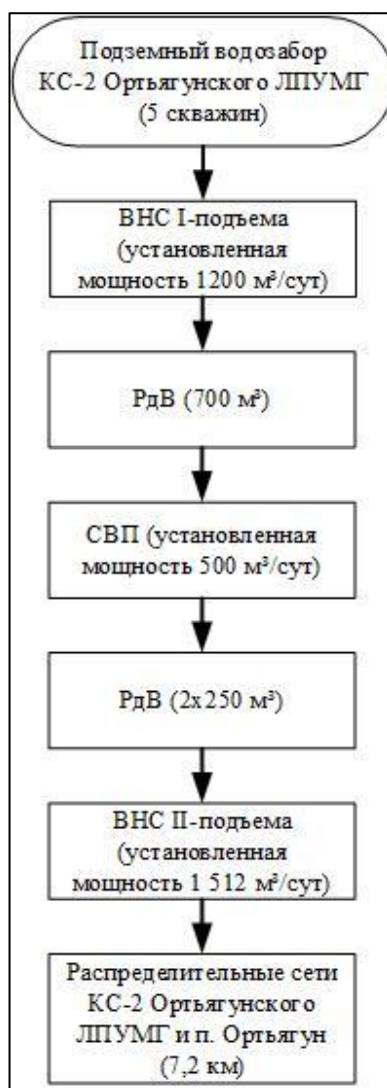 Подземный водозабор
КС-2 Ортьягунского ЛПУМГ
(5 скважин)
ВНС I-подъема
(установленная
мощность 1200 м³/сут)
РдВ (700 м³)
СВП (установленная
мощность 500 м³/сут)
РдВ (2х250 м³)
ВНС II-подъема
(установленная
мощность 1 512 м³/сут)
Распределительные сети
КС-2 Ортьягунского
ЛПУМГ и п. Ортьягун
(7,2 км)